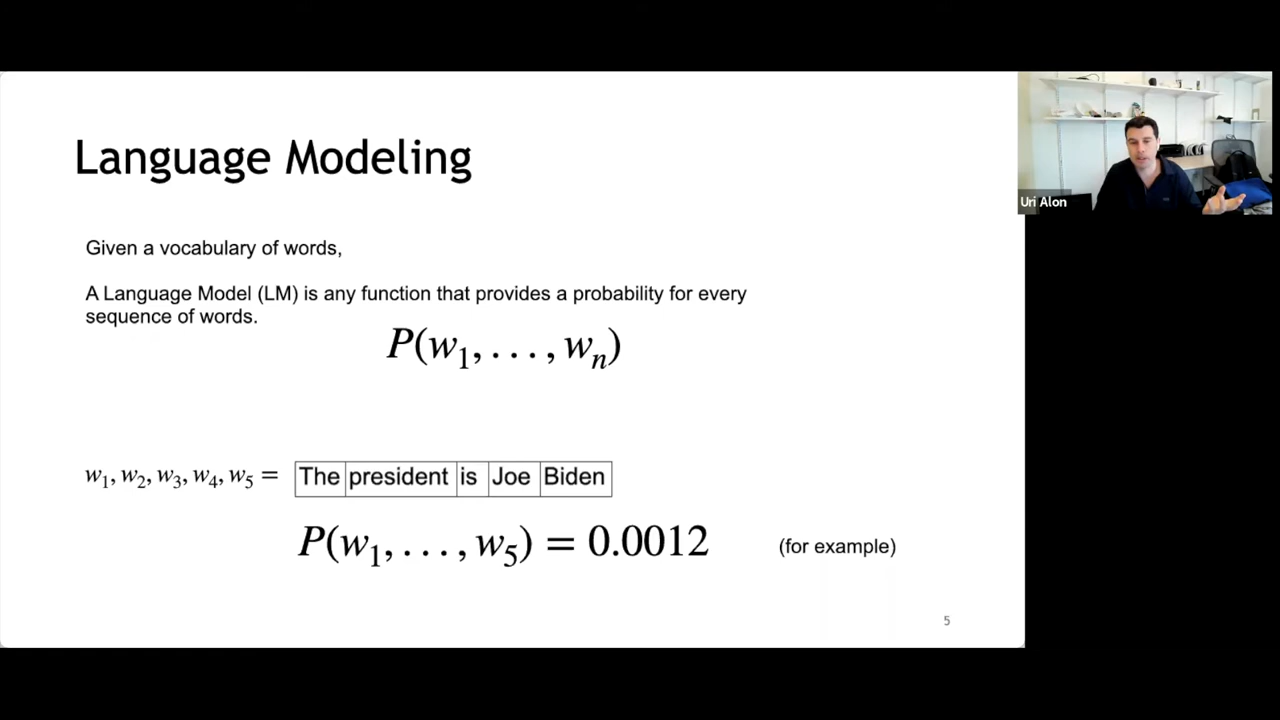 Language Modeling
Uri Alon
Given a vocabulary of words,
A Language Model (LM) is any function that provides a probability for every
sequence of words.
P(w₁, . . . , wₙ)
w₁, w₂, w₃, w₄, w₅ = The president is Joe Biden
P(w₁, . . . , w₅) = 0.0012 (for example)
5